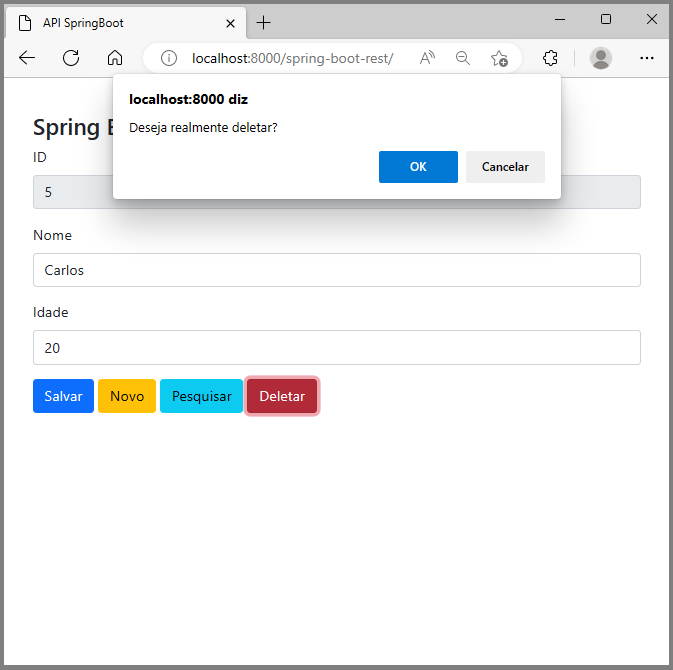 API SpringBoot
localhost:8000/spring-boot-rest/
localhost:8000 diz
Deseja realmente deletar?
OK Cancelar
Spring
ID
5
Nome
Carlos
Idade
20
Salvar Novo Pesquisar Deletar